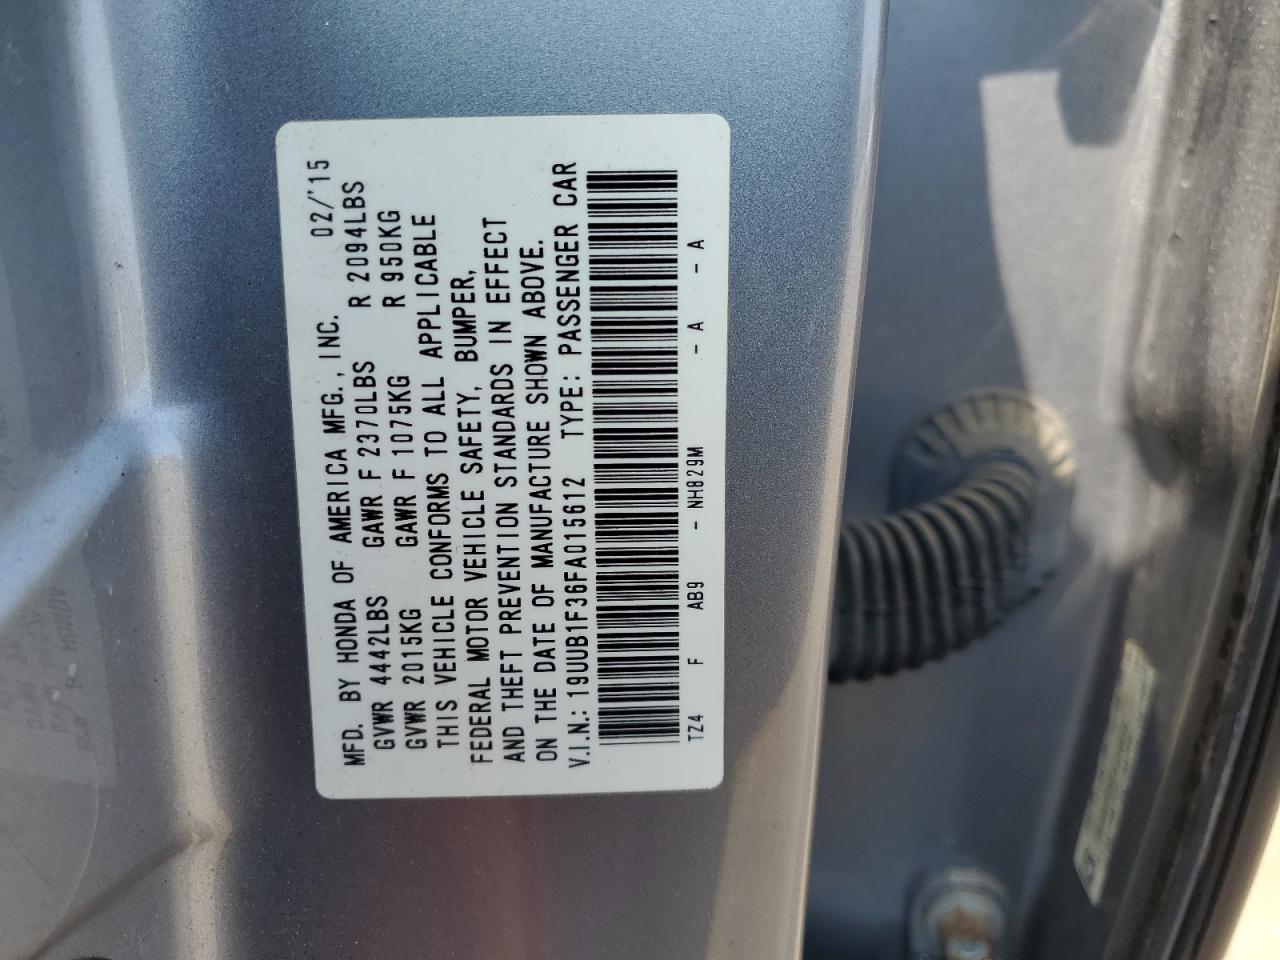 MFD. BY HONDA OF AMERICA MFG., INC. 02/'15
GVWR 4442LBS GAWR F 2370LBS R 2094LBS
GVWR 2015KG GAWR F 1075KG R 950KG
THIS VEHICLE CONFORMS TO ALL APPLICABLE
FEDERAL MOTOR VEHICLE SAFETY, BUMPER,
AND THEFT PREVENTION STANDARDS IN EFFECT
ON THE DATE OF MANUFACTURE SHOWN ABOVE.
V.I.N.: 19UUB1F36FA015612 TYPE: PASSENGER CAR
TZ4 F AB9 - NH829M - A - A